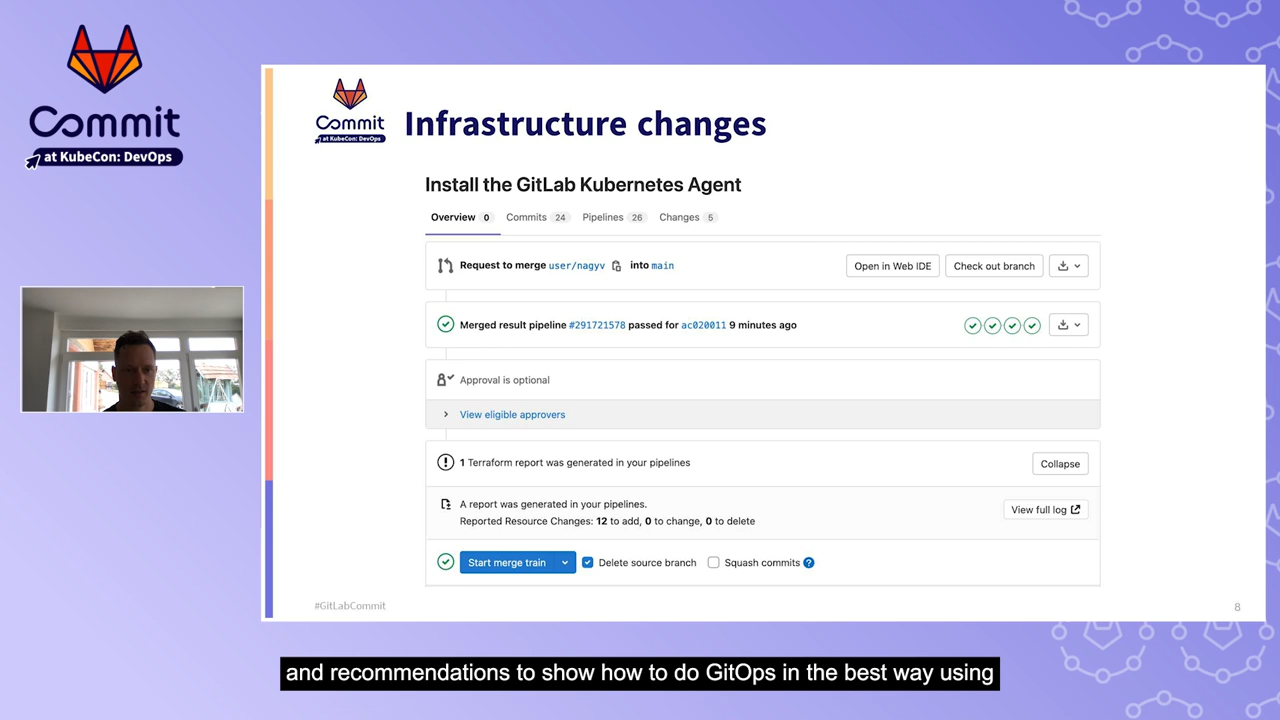 Commit
at KubeCon: DevOps
Commit
at KubeCon: DevOps
Infrastructure changes
Install the GitLab Kubernetes Agent
Overview 0 Commits 24 Pipelines 26 Changes 5
Request to merge user/nagyv into main
Open in Web IDE Check out branch
Merged result pipeline #291721578 passed for ac020011 9 minutes ago
Approval is optional
View eligible approvers
1 Terraform report was generated in your pipelines
Collapse
A report was generated in your pipelines.
Reported Resource Changes: 12 to add, 0 to change, 0 to delete
View full log
Start merge train Delete source branch Squash commits ?
#GitLabCommit
8
and recommendations to show how to do GitOps in the best way using